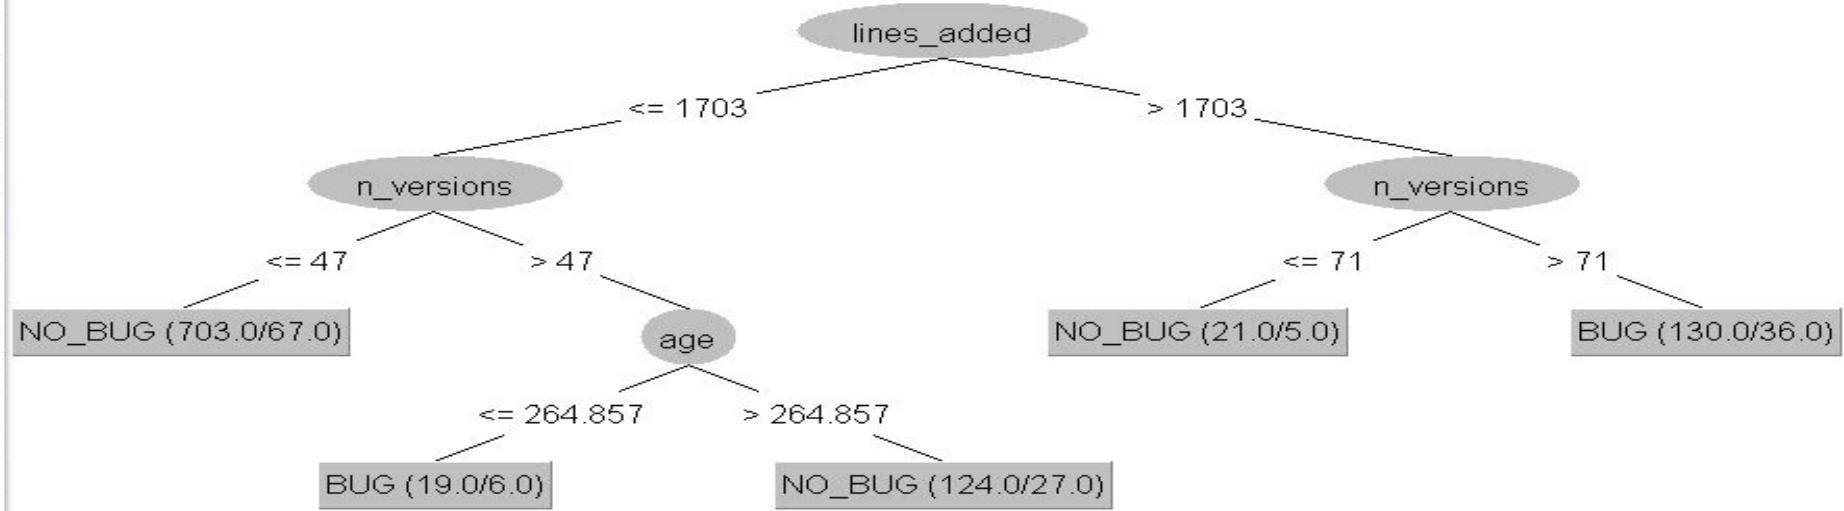 lines_added
<= 1703
> 1703
n_versions
n_versions
<= 47
> 47
<= 71
> 71
NO_BUG (703.0/67.0)
age
NO_BUG (21.0/5.0)
BUG (130.0/36.0)
<= 264.857
> 264.857
BUG (19.0/6.0)
NO_BUG (124.0/27.0)